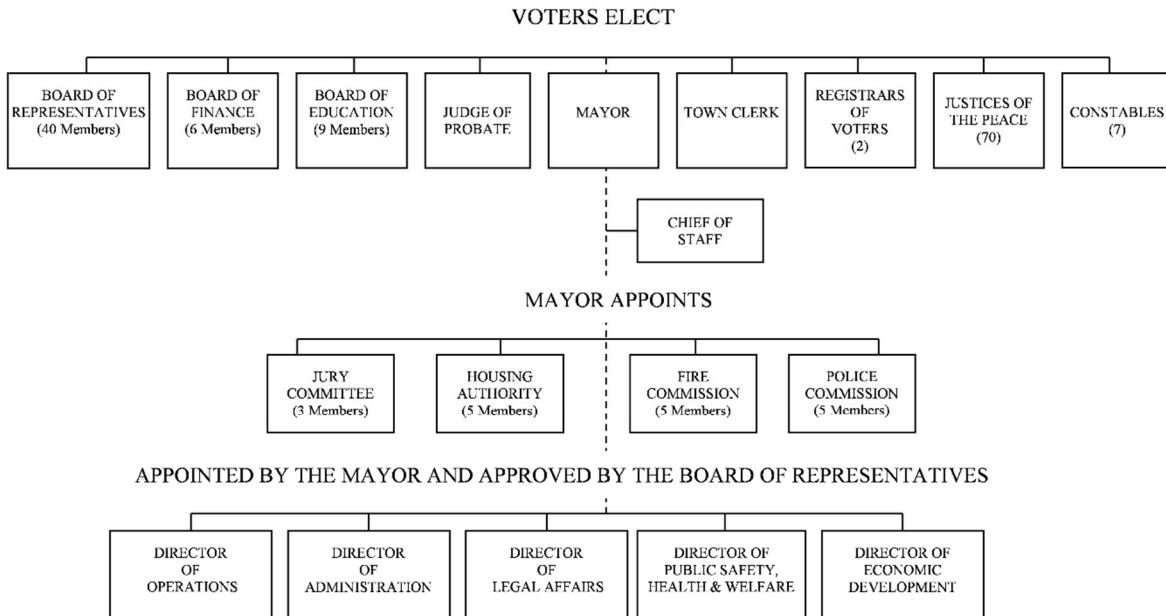 VOTERS ELECT
BOARD OF
REPRESENTATIVES
(40 Members)
BOARD OF
FINANCE
(6 Members)
BOARD OF
EDUCATION
(9 Members)
JUDGE OF
PROBATE
MAYOR
TOWN CLERK
REGISTRARS
OF
VOTERS
(2)
JUSTICES OF
THE PEACE
(70)
CONSTABLES
(7)
CHIEF OF
STAFF
MAYOR APPOINTS
JURY
COMMITTEE
(3 Members)
HOUSING
AUTHORITY
(5 Members)
FIRE
COMMISSION
(5 Members)
POLICE
COMMISSION
(5 Members)
APPOINTED BY THE MAYOR AND APPROVED BY THE BOARD OF REPRESENTATIVES
DIRECTOR
OF
OPERATIONS
DIRECTOR
OF
ADMINISTRATION
DIRECTOR
OF
LEGAL AFFAIRS
DIRECTOR OF
PUBLIC SAFETY,
HEALTH & WELFARE
DIRECTOR OF
ECONOMIC
DEVELOPMENT